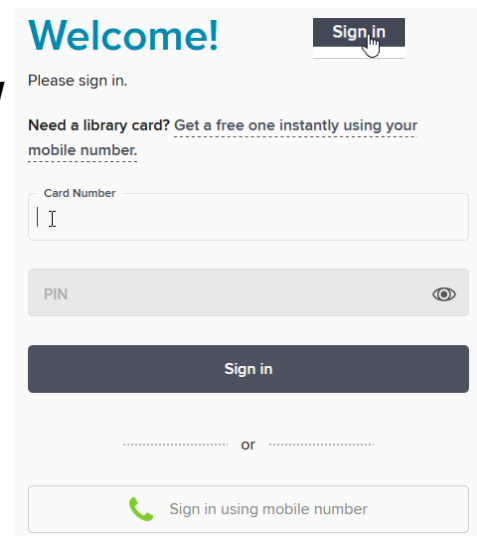 Welcome!
Sign in
Please sign in.
Need a library card? Get a free one instantly using your
mobile number.
Card Number
PIN
Sign in
or
Sign in using mobile number